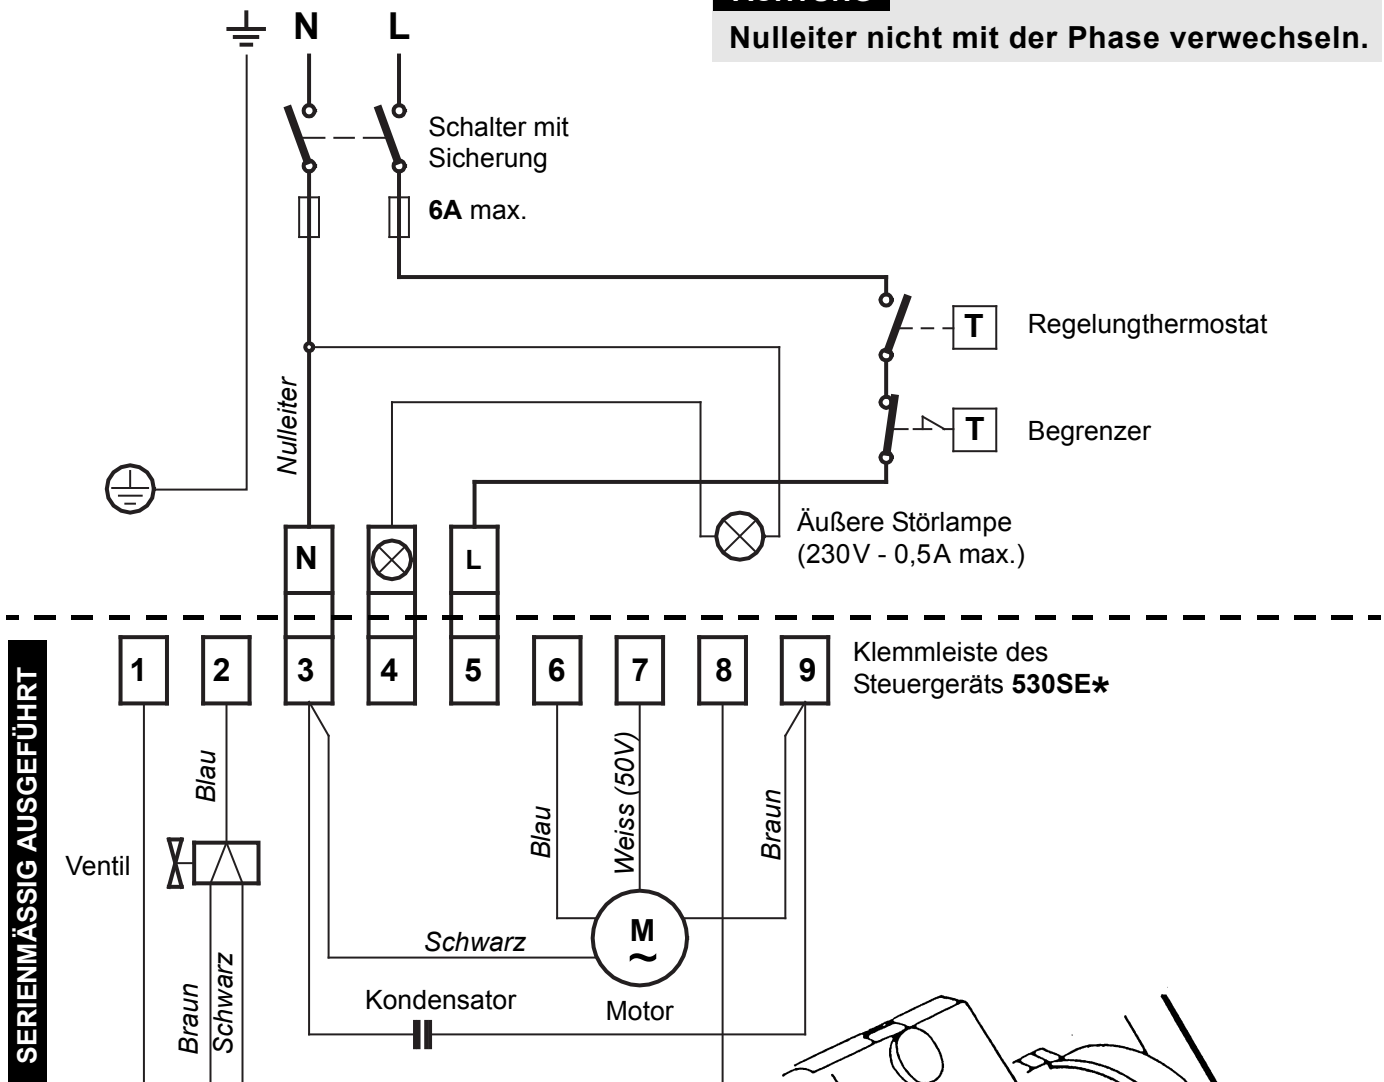 Nulleiter nicht mit der Phase verwechseln.
N L
Schalter mit
Sicherung
6A max.
T Regelungthermostat
Nulleiter
T Begrenzer
Äußere Störlampe
(230V - 0,5A max.)
N L
1 2 3 4 5 6 7 8 9
Klemmleiste des
Steuergeräts 530SE*
SERIENMÄSSIG AUSGEFÜHRT
Blau
Blau
Weiss (50V)
Braun
Ventil
M
~
Schwarz
Braun
Schwarz
Kondensator
Motor